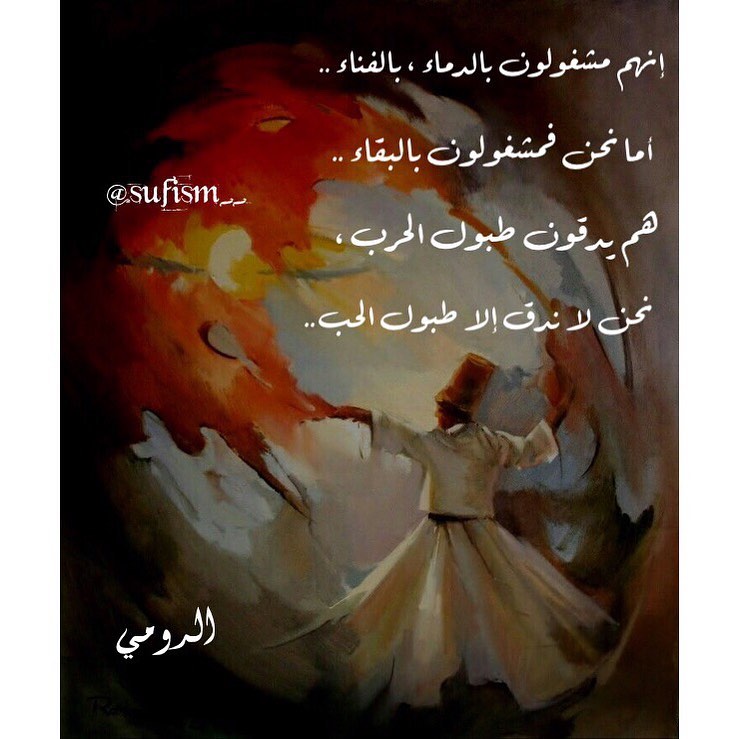 إنهم مشغولون بالدماء ، بالفناء ..
أما نحن فمشغولون بالبقاء ..
@sufism__
هم يدقون طبول الحرب ،
نحن لا ندق إلا طبول الحب ..
الرومي